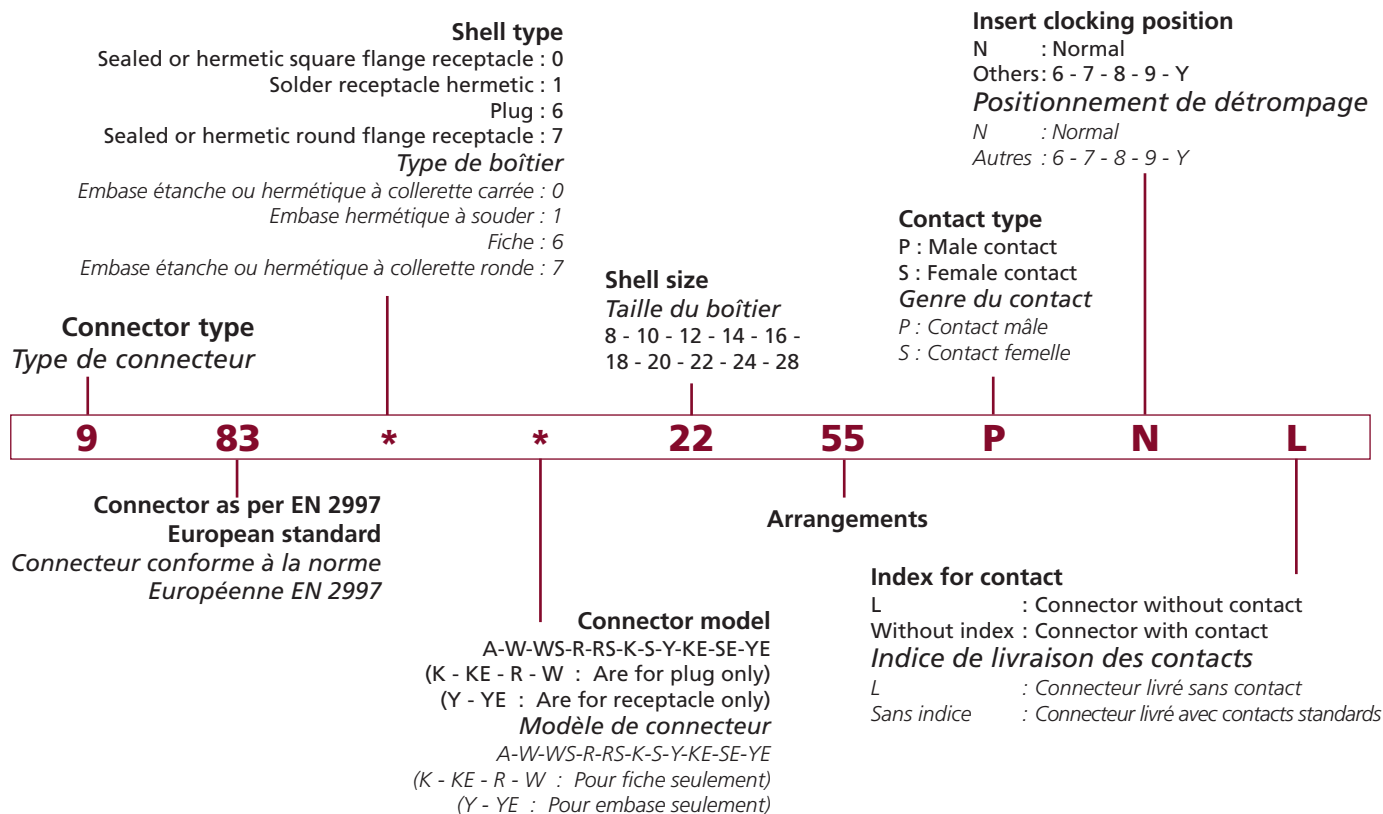 Shell type
Sealed or hermetic square flange receptacle : 0
Solder receptacle hermetic : 1
Plug : 6
Sealed or hermetic round flange receptacle : 7
Type de boîtier
Embase étanche ou hermétique à collerette carrée : 0
Embase hermétique à souder : 1
Fiche : 6
Embase étanche ou hermétique à collerette ronde : 7
Insert clocking position
N : Normal
Others: 6 - 7 - 8 - 9 - Y
Positionnement de détrompage
N : Normal
Autres : 6 - 7 - 8 - 9 - Y
Contact type
P : Male contact
S : Female contact
Genre du contact
P : Contact mâle
S : Contact femelle
Shell size
Taille du boîtier
8 - 10 - 12 - 14 - 16 -
18 - 20 - 22 - 24 - 28
Connector type
Type de connecteur
9 83 * * 22 55 P N L
Connector as per EN 2997
European standard
Connecteur conforme à la norme
Européenne EN 2997
Connector model
A-W-WS-R-RS-K-S-Y-KE-SE-YE
(K - KE - R - W : Are for plug only)
(Y - YE : Are for receptacle only)
Modèle de connecteur
A-W-WS-R-RS-K-S-Y-KE-SE-YE
(K - KE - R - W : Pour fiche seulement)
(Y - YE : Pour embase seulement)
Arrangements
Index for contact
L : Connector without contact
Without index : Connector with contact
Indice de livraison des contacts
L : Connecteur livré sans contact
Sans indice : Connecteur livré avec contacts standards